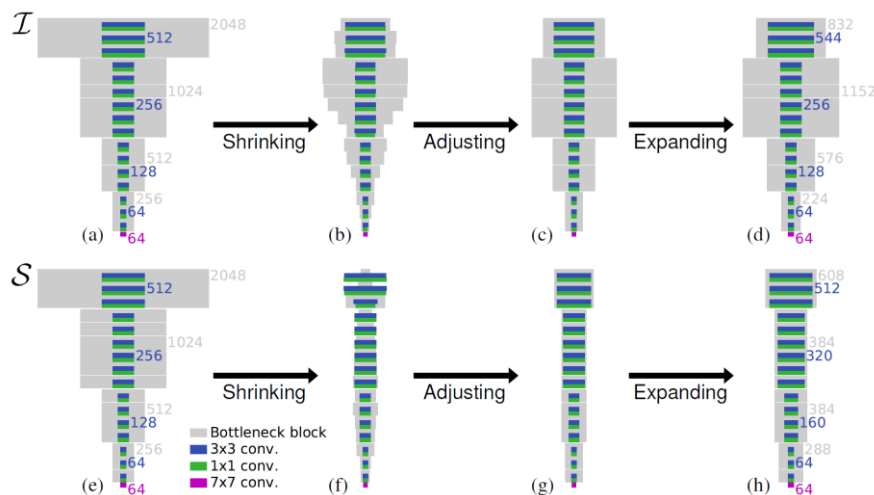 I
2048
512
1024
256
512
128
256
64
(a)
64
Shrinking
(b)
Adjusting
(c)
Expanding
832
544
1152
256
576
128
224
64
(d)
64
S
2048
512
1024
256
512
128
256
64
(e)
64
Shrinking
Bottleneck block
3x3 conv.
1x1 conv.
7x7 conv.
(f)
Adjusting
(g)
Expanding
608
512
384
320
384
160
288
64
(h)
64